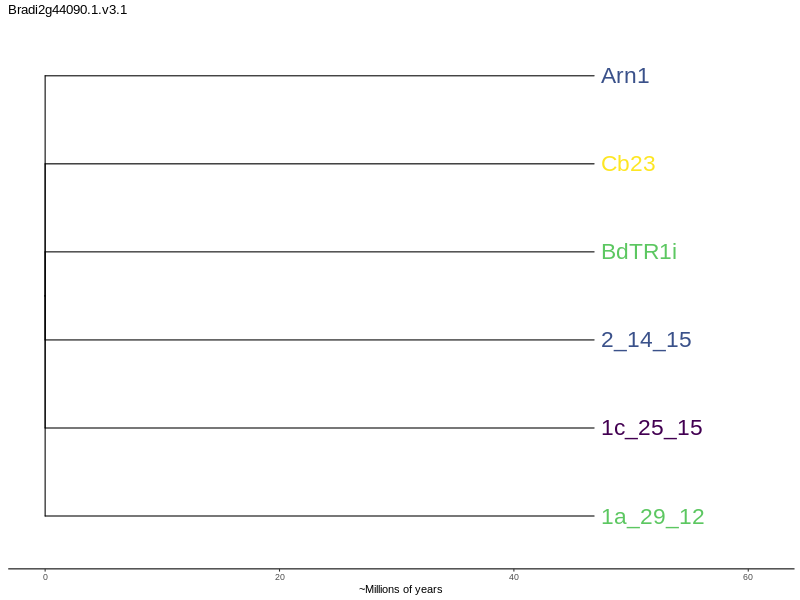 Bradi2g44090.1.v3.1
Arn1
Cb23
BdTR1i
2_14_15
1c_25_15
1a_29_12
0 20 40 60
~Millions of years